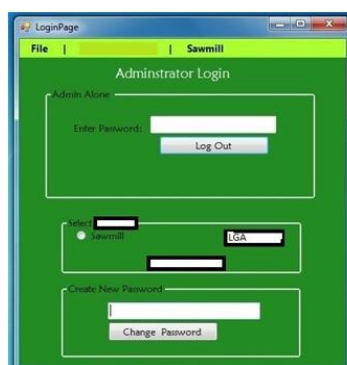 LoginPage
File | | Sawmill
Adminstrator Login
Admin Alone
Enter Password:
Log Out
Select
Sawmill
LGA
Create New Password
Change Password